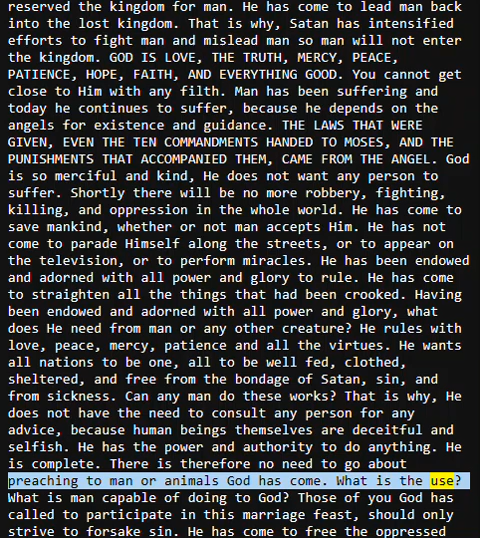 reserved the kingdom for man. He has come to lead man back
into the lost kingdom. That is why, Satan has intensified
efforts to fight man and mislead man so man will not enter
the kingdom. GOD IS LOVE, THE TRUTH, MERCY, PEACE,
PATIENCE, HOPE, FAITH, AND EVERYTHING GOOD. You cannot get
close to Him with any filth. Man has been suffering and
today he continues to suffer, because he depends on the
angels for existence and guidance. THE LAWS THAT WERE
GIVEN, EVEN THE TEN COMMANDMENTS HANDED TO MOSES, AND THE
PUNISHMENTS THAT ACCOMPANIED THEM, CAME FROM THE ANGEL. God
is so merciful and kind, He does not want any person to
suffer. Shortly there will be no more robbery, fighting,
killing, and oppression in the whole world. He has come to
save mankind, whether or not man accepts Him. He has not
come to parade Himself along the streets, or to appear on
the television, or to perform miracles. He has been endowed
and adorned with all power and glory to rule. He has come
to straighten all the things that had been crooked. Having
been endowed and adorned with all power and glory, what
does He need from man or any other creature? He rules with
love, peace, mercy, patience and all the virtues. He wants
all nations to be one, all to be well fed, clothed,
sheltered, and free from the bondage of Satan, sin, and
from sickness. Can any man do these works? That is why, He
does not have the need to consult any person for any
advice, because human beings themselves are deceitful and
selfish. He has the power and authority to do anything. He
is complete. There is therefore no need to go about
preaching to man or animals God has come. What is the use?
What is man capable of doing to God? Those of you God has
called to participate in this marriage feast, should only
strive to forsake sin. He has come to free the oppressed